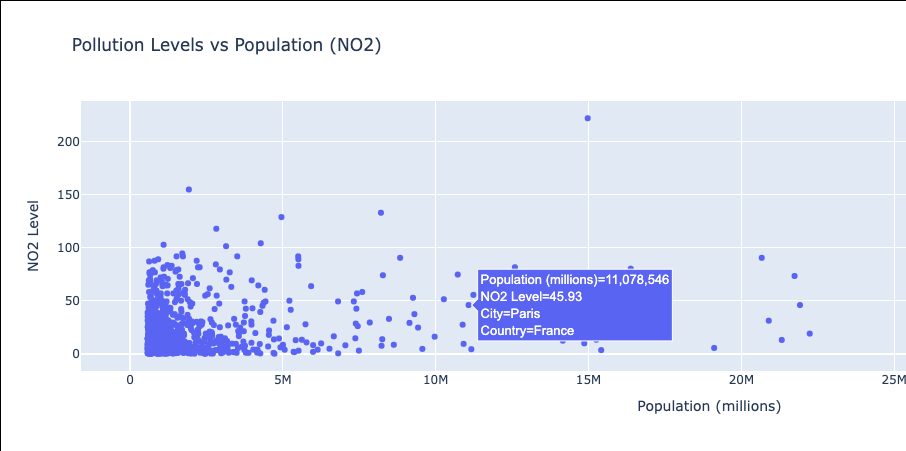 Pollution Levels vs Population (NO2)
NO2 Level
200
150
100
50
0
Population (millions)=11,078,546
NO2 Level=45.93
City=Paris
Country=France
0
5M
10M
15M
20M
25M
Population (millions)